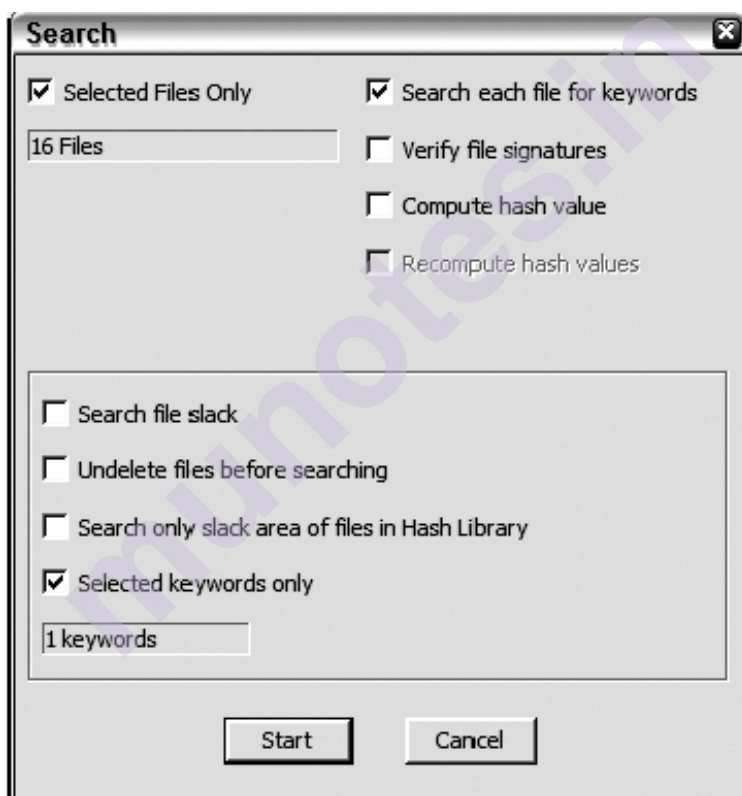 Search
Selected Files Only
16 Files
Search each file for keywords
Verify file signatures
Compute hash value
Recompute hash values
Search file slack
Undelete files before searching
Search only slack area of files in Hash Library
Selected keywords only
1 keywords
Start
Cancel
munotes.in